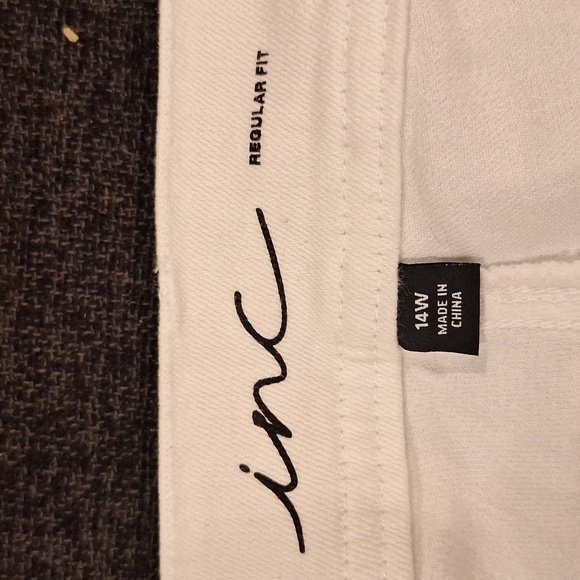 inc
REGULAR FIT
14W
MADE IN
CHINA